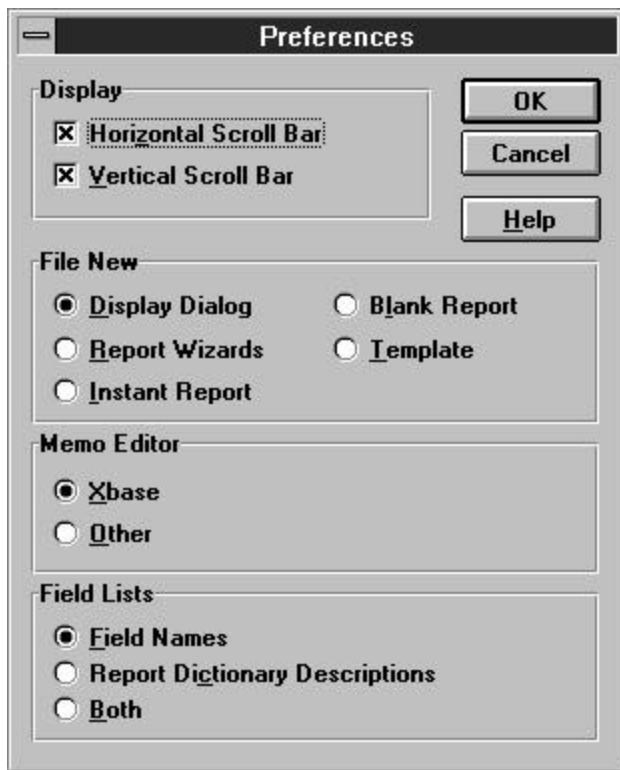 Preferences
Display
Horizontal Scroll Bar
Vertical Scroll Bar
OK
Cancel
Help
File New
Display Dialog
Blank Report
Report Wizards
Template
Instant Report
Memo Editor
Xbase
Other
Field Lists
Field Names
Report Dictionary Descriptions
Both